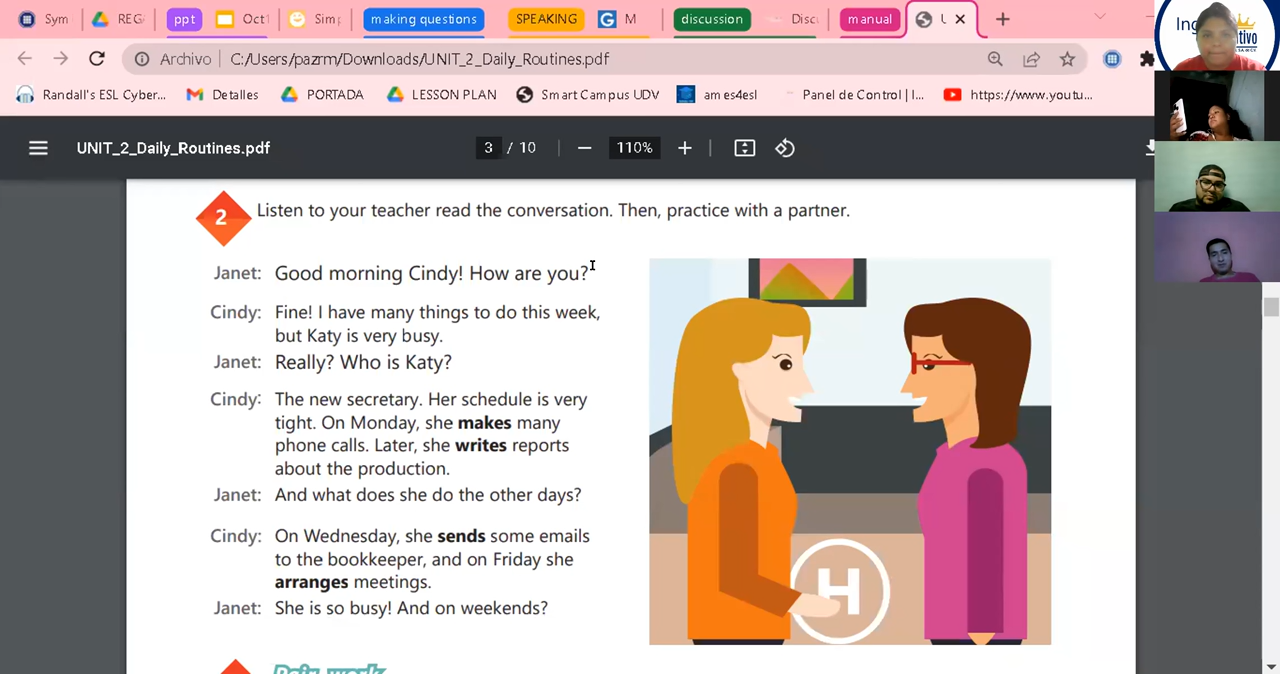 Sym REG ppt Oct1 Simp making questions SPEAKING M discussion Disc manual U
Archivo C:/Users/pazrm/Downloads/UNIT_2_Daily_Routines.pdf
Randall's ESL Cyber... Detalles PORTADA LESSON PLAN Smart Campus UDV ames4esl Panel de Control | I... https://www.youtu...
UNIT_2_Daily_Routines.pdf 3 / 10 110%
2 Listen to your teacher read the conversation. Then, practice with a partner.
Janet: Good morning Cindy! How are you?
Cindy: Fine! I have many things to do this week,
but Katy is very busy.
Janet: Really? Who is Katy?
Cindy: The new secretary. Her schedule is very
tight. On Monday, she makes many
phone calls. Later, she writes reports
about the production.
Janet: And what does she do the other days?
Cindy: On Wednesday, she sends some emails
to the bookkeeper, and on Friday she
arranges meetings.
Janet: She is so busy! And on weekends?
H